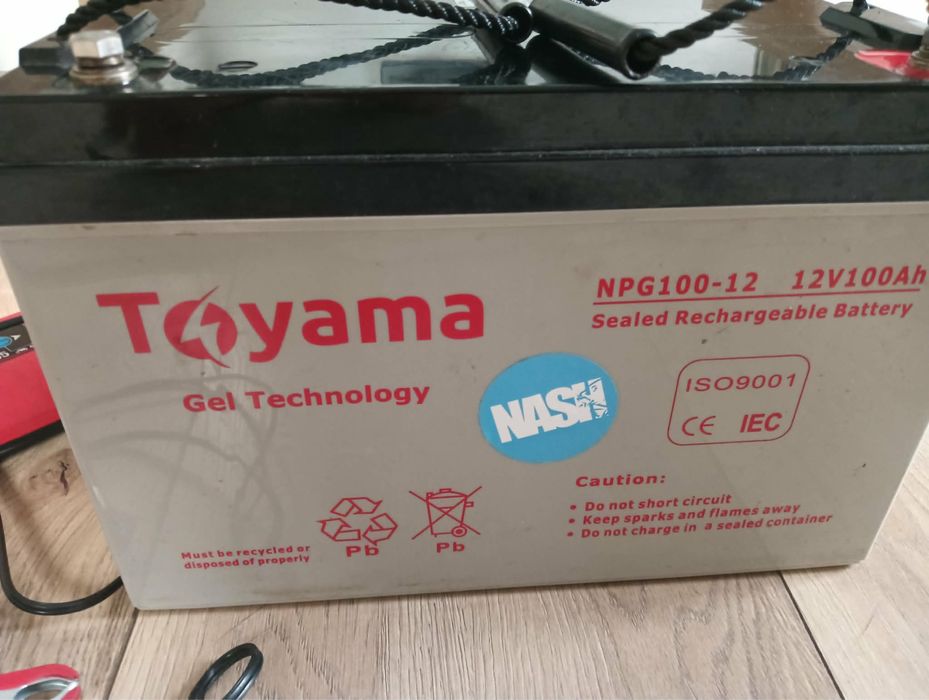 Toyama
Gel Technology
NPG100-12 12V100Ah
Sealed Rechargeable Battery
NASH
ISO9001
CE IEC
Caution:
• Do not short circuit
• Keep sparks and flames away
• Do not charge in a sealed container
Must be recycled or
disposed of properly
Pb
Pb